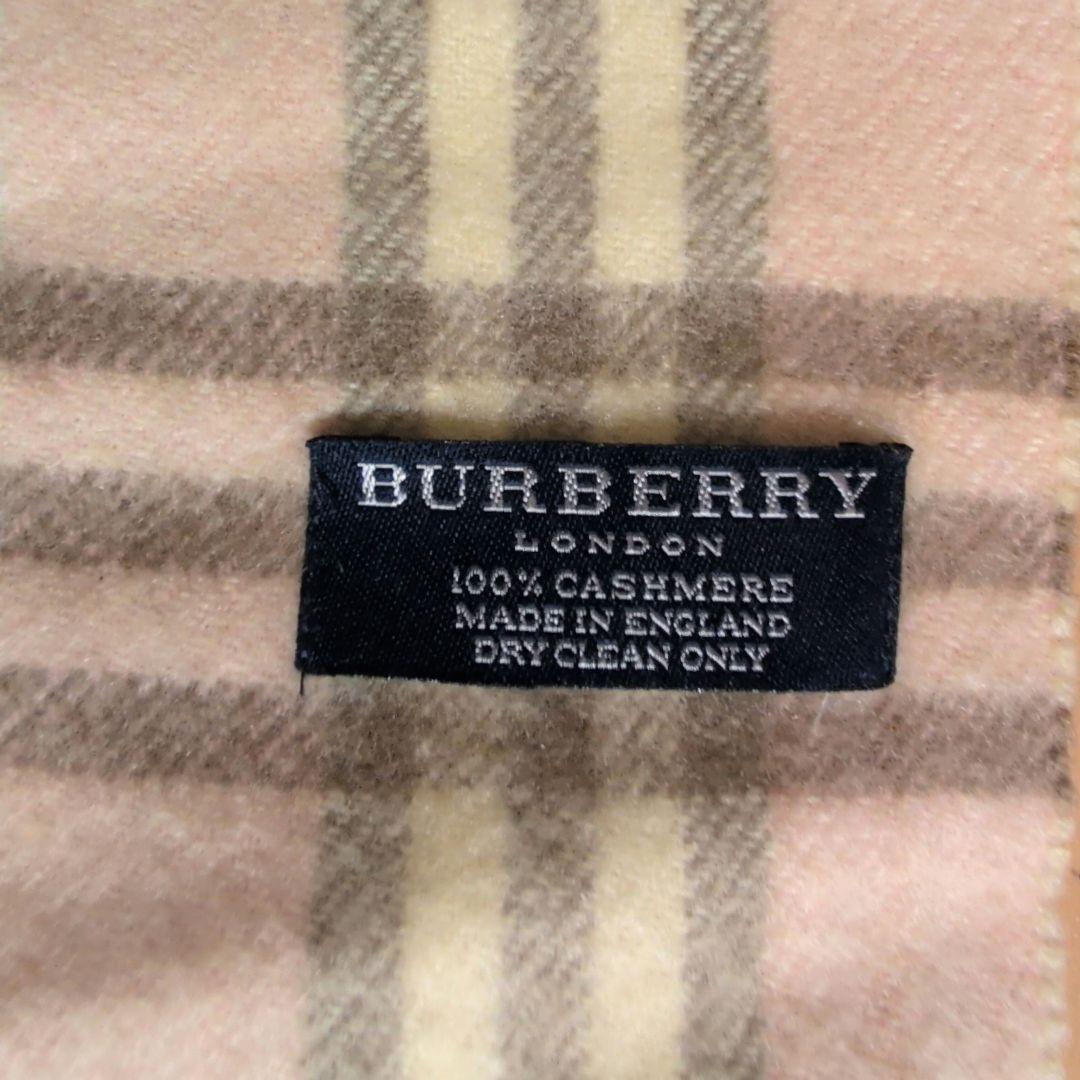 BURBERRY
LONDON
100% CASHMERE
MADE IN ENGLAND
DRY CLEAN ONLY